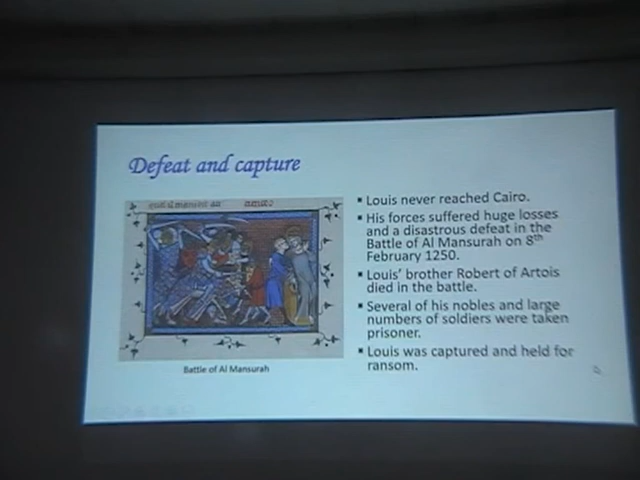 Defeat and capture
▪ Louis never reached Cairo.
▪ His forces suffered huge losses
and a disastrous defeat in the
Battle of Al Mansurah on 8th
February 1250.
▪ Louis' brother Robert of Artois
died in the battle.
▪ Several of his nobles and large
numbers of soldiers were taken
prisoner.
▪ Louis was captured and held for
ransom.
Battle of Al Mansurah